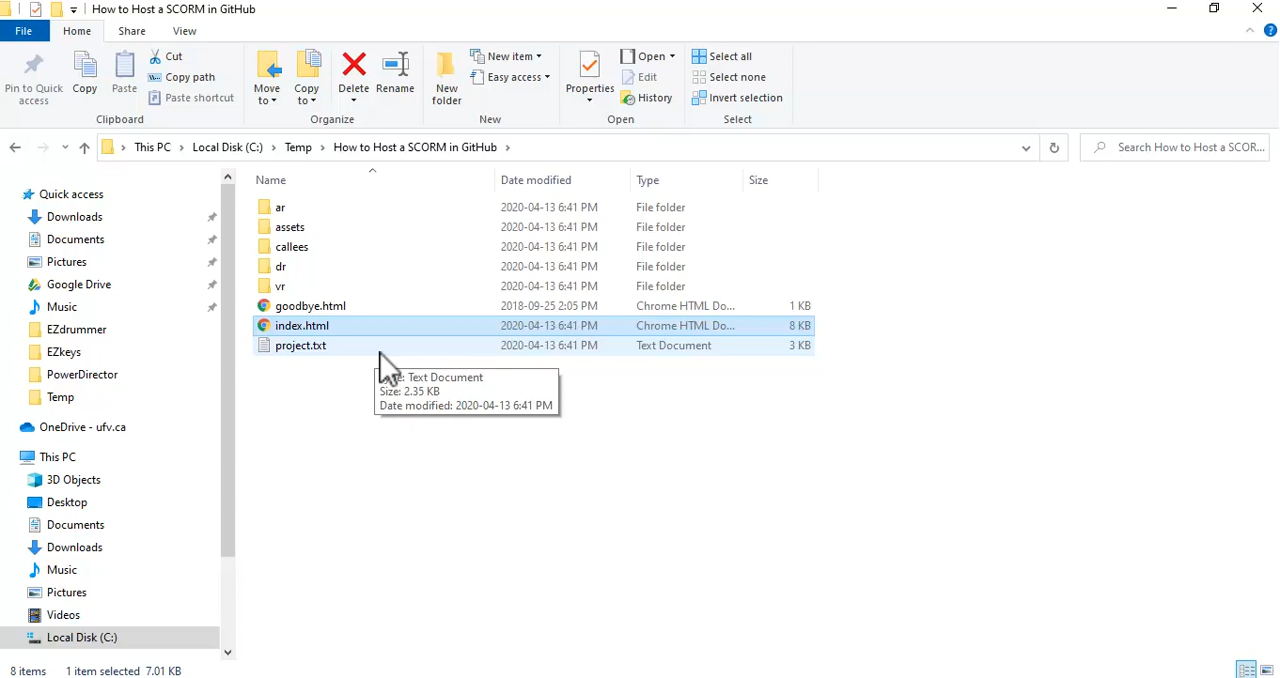 How to Host a SCORM in GitHub
File Home Share View
Pin to Quick access
Copy
Paste
Cut
Copy path
Paste shortcut
Clipboard
Move to
Copy to
Delete
Rename
Organize
New folder
New item
Easy access
New
Properties
Open
Edit
History
Open
Select all
Select none
Invert selection
Select
This PC Local Disk (C:) Temp How to Host a SCORM in GitHub
Search How to Host a SCOR...
Quick access
Downloads
Documents
Pictures
Google Drive
Music
EZdrummer
EZkeys
PowerDirector
Temp
OneDrive - ufv.ca
This PC
3D Objects
Desktop
Documents
Downloads
Music
Pictures
Videos
Local Disk (C:)
Name Date modified Type Size
ar 2020-04-13 6:41 PM File folder
assets 2020-04-13 6:41 PM File folder
callees 2020-04-13 6:41 PM File folder
dr 2020-04-13 6:41 PM File folder
vr 2020-04-13 6:41 PM File folder
goodbye.html 2018-09-25 2:05 PM Chrome HTML Do... 1 KB
index.html 2020-04-13 6:41 PM Chrome HTML Do... 8 KB
project.txt 2020-04-13 6:41 PM Text Document 3 KB
Text Document
Size: 2.35 KB
Date modified: 2020-04-13 6:41 PM
8 items 1 item selected 7.01 KB